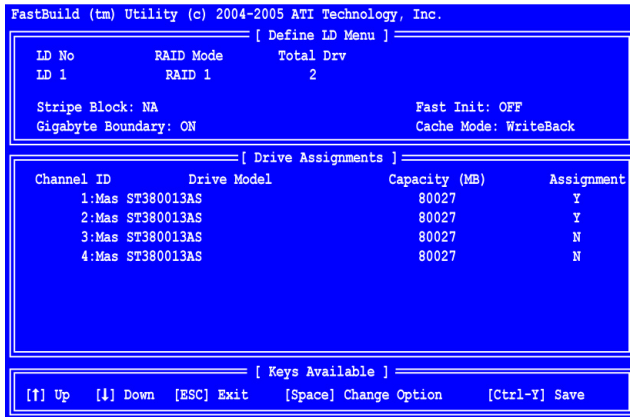 FastBuild (tm) Utility (c) 2004-2005 ATI Technology, Inc.
[ Define LD Menu ]
LD No RAID Mode Total Drv
LD 1 RAID 1 2
Stripe Block: NA Fast Init: OFF
Gigabyte Boundary: ON Cache Mode: WriteBack
[ Drive Assignments ]
Channel ID Drive Model Capacity (MB) Assignment
1:Mas ST380013AS 80027 Y
2:Mas ST380013AS 80027 Y
3:Mas ST380013AS 80027 N
4:Mas ST380013AS 80027 N
[ Keys Available ]
[↑] Up [↓] Down [ESC] Exit [Space] Change Option [Ctrl-Y] Save